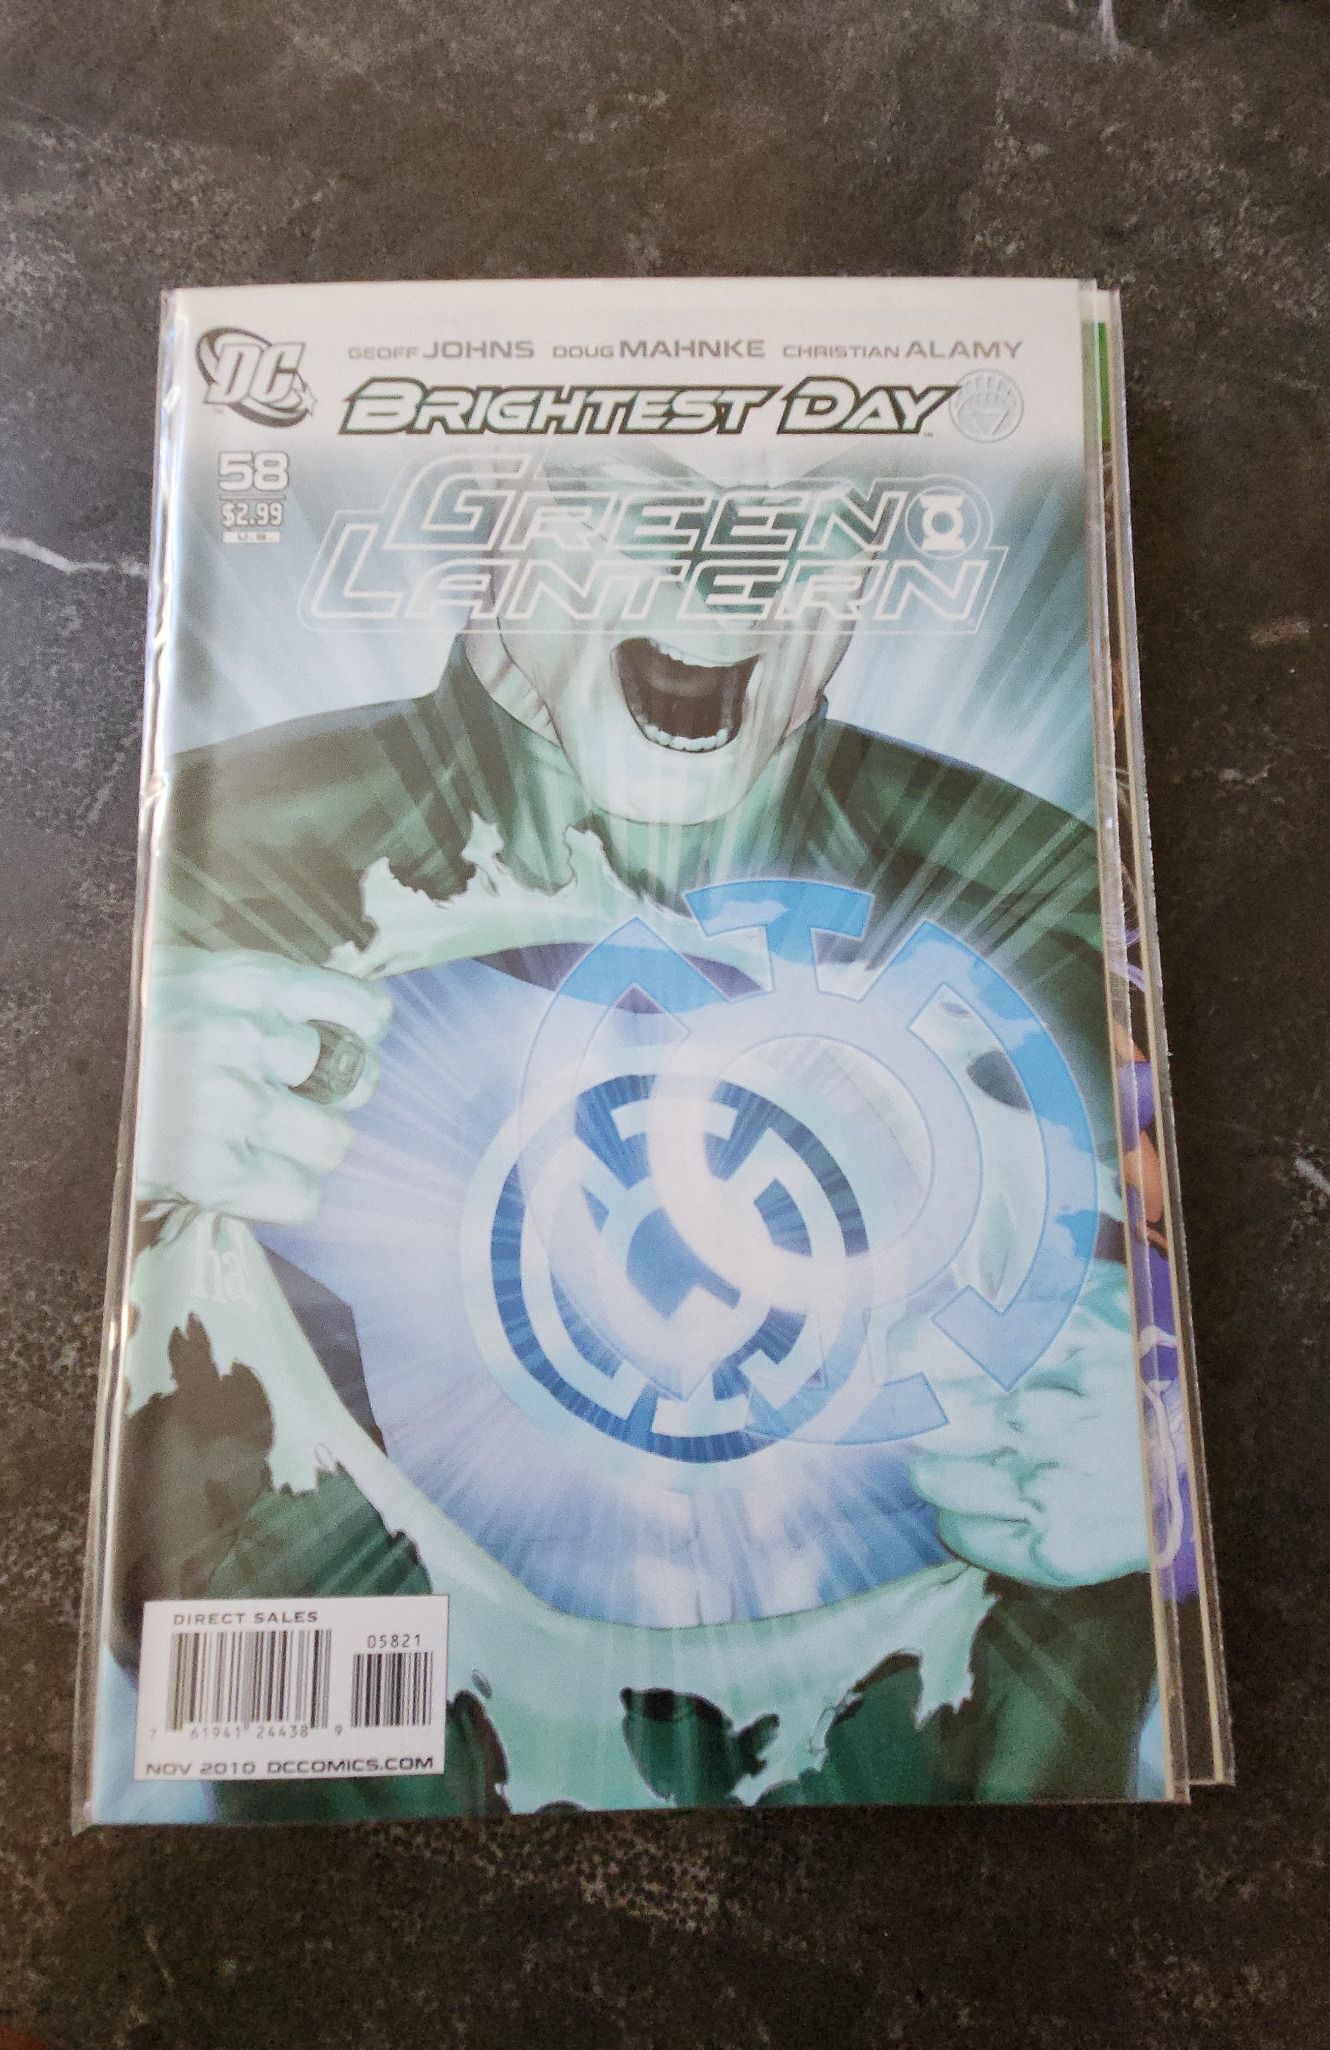 GEOFF JOHNS DOUG MAHNKE CHRISTIAN ALAMY
DC
BRIGHTEST DAY
58
$2.99
U.S.
GREEN
LANTERN
DIRECT SALES
05821
7 61941 24438 9
NOV 2010 DCCOMICS.COM